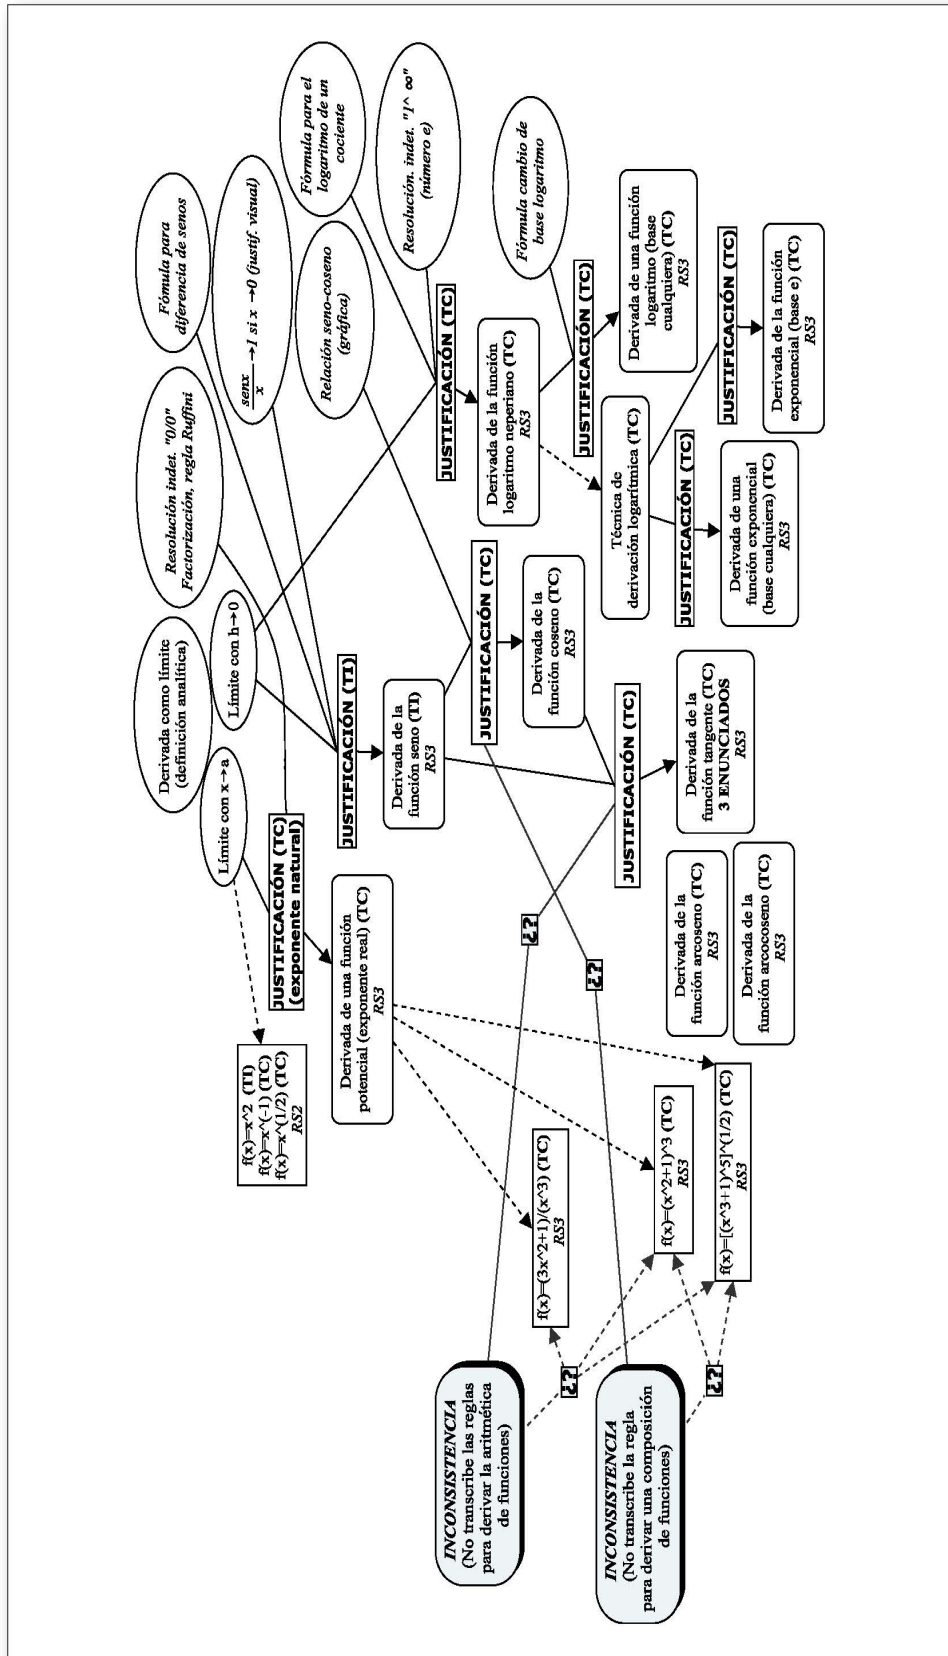 Derivada como límite
(definición analítica)
Límite con x→a
Límite con h→0
Resolución indet. "0/0"
Factorización, regla Ruffini
Fómula para
diferencia de senos
senx
x
→1 si x →0 (justif. visual)
Relación seno-coseno
(gráfica)
Fórmula para el
logaritmo de un
cociente
Resolución. indet. "1^ ∞"
(número e)
Fórmula cambio de
base logaritmo
JUSTIFICACIÓN (TC)
(exponente natural)
JUSTIFICACIÓN (TI)
JUSTIFICACIÓN (TC)
f(x)=x^2 (TI)
f(x)=x^(-1) (TC)
f(x)=x^(1/2) (TC)
RS2
Derivada de una función
potencial (exponente real) (TC)
RS3
Derivada de la
función seno (TI)
RS3
Derivada de la función
logaritmo neperiano (TC)
RS3
JUSTIFICACIÓN (TC)
JUSTIFICACIÓN (TC)
Derivada de la
función coseno (TC)
RS3
Técnica de
derivación logarítmica (TC)
Derivada de una función
logaritmo (base
cualquiera) (TC)
RS3
JUSTIFICACIÓN (TC)
JUSTIFICACIÓN (TC)
JUSTIFICACIÓN (TC)
Derivada de la
función tangente (TC)
3 ENUNCIADOS
RS3
Derivada de una
función exponencial
(base cualquiera) (TC)
RS3
Derivada de la función
exponencial (base e) (TC)
RS3
Derivada de la
función arcoseno (TC)
RS3
Derivada de la
función arcocoseno (TC)
RS3
¿?
¿?
f(x)=(3x^2+1)/(x^3) (TC)
RS3
f(x)=(x^2+1)^3 (TC)
RS3
f(x)=[(x^3+1)^5]^(1/2) (TC)
RS3
¿?
¿?
INCONSISTENCIA
(No transcribe las reglas
para derivar la aritmética
de funciones)
INCONSISTENCIA
(No transcribe la regla
para derivar una composición
de funciones)